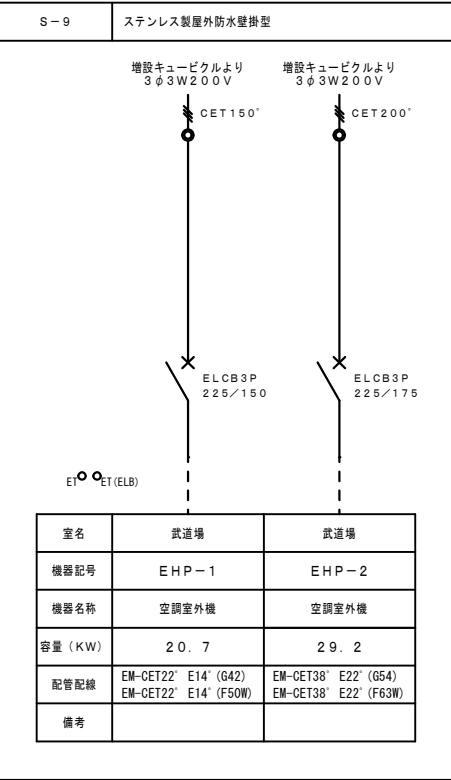 S－9 ステンレス製屋外防水壁掛型
増設キュービクルより 増設キュービクルより
3φ3W200V 3φ3W200V
CET150° CET200°
ELCB3P ELCB3P
225／150 225／175
ET ET(ELB)
室名 武道場 武道場
機器記号 EHP－1 EHP－2
機器名称 空調室外機 空調室外機
容量（KW） 20．7 29．2
配管配線 EM-CET22° E14°(G42) EM-CET38° E22°(G54)
EM-CET22° E14°(F50W) EM-CET38° E22°(F63W)
備考